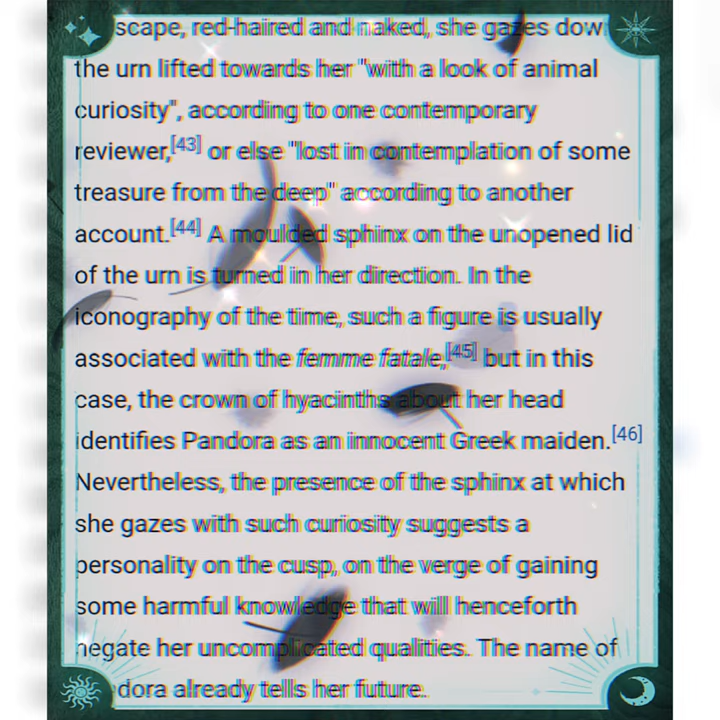 scape, red-haired and naked, she gazes down
the urn lifted towards her "with a look of animal
curiosity", according to one contemporary
reviewer,[43] or else "lost in contemplation of some
treasure from the deep" according to another
account.[44] A moulded sphinx on the unopened lid
of the urn is turned in her direction. In the
iconography of the time, such a figure is usually
associated with the femme fatale,[45] but in this
case, the crown of hyacinths about her head
identifies Pandora as an innocent Greek maiden.[46]
Nevertheless, the presence of the sphinx at which
she gazes with such curiosity suggests a
personality on the cusp, on the verge of gaining
some harmful knowledge that will henceforth
negate her uncomplicated qualities. The name of
dora already tells her future.